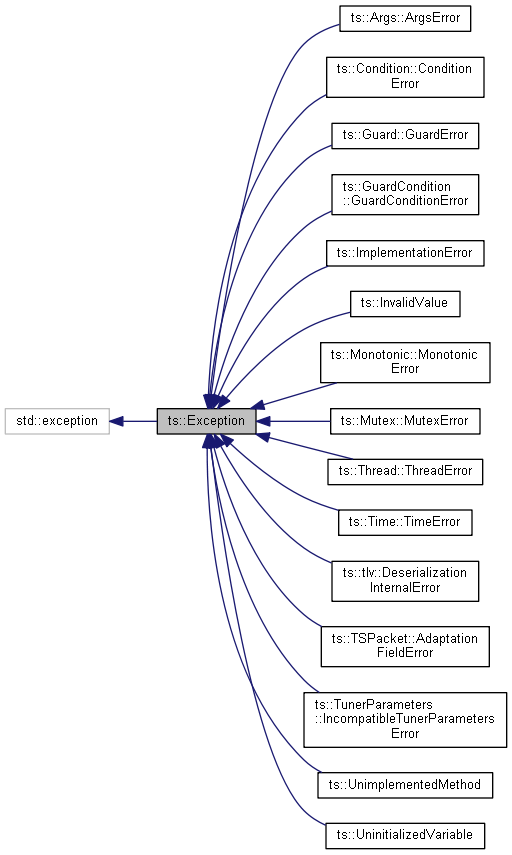 ts::Args::ArgsError
ts::Condition::Condition
Error
ts::Guard::GuardError
ts::GuardCondition
::GuardConditionError
ts::ImplementationError
ts::InvalidValue
ts::Monotonic::Monotonic
Error
std::exception
ts::Exception
ts::Mutex::MutexError
ts::Thread::ThreadError
ts::Time::TimeError
ts::tlv::Deserialization
InternalError
ts::TSPacket::Adaptation
FieldError
ts::TunerParameters
::IncompatibleTunerParameters
Error
ts::UnimplementedMethod
ts::UninitializedVariable